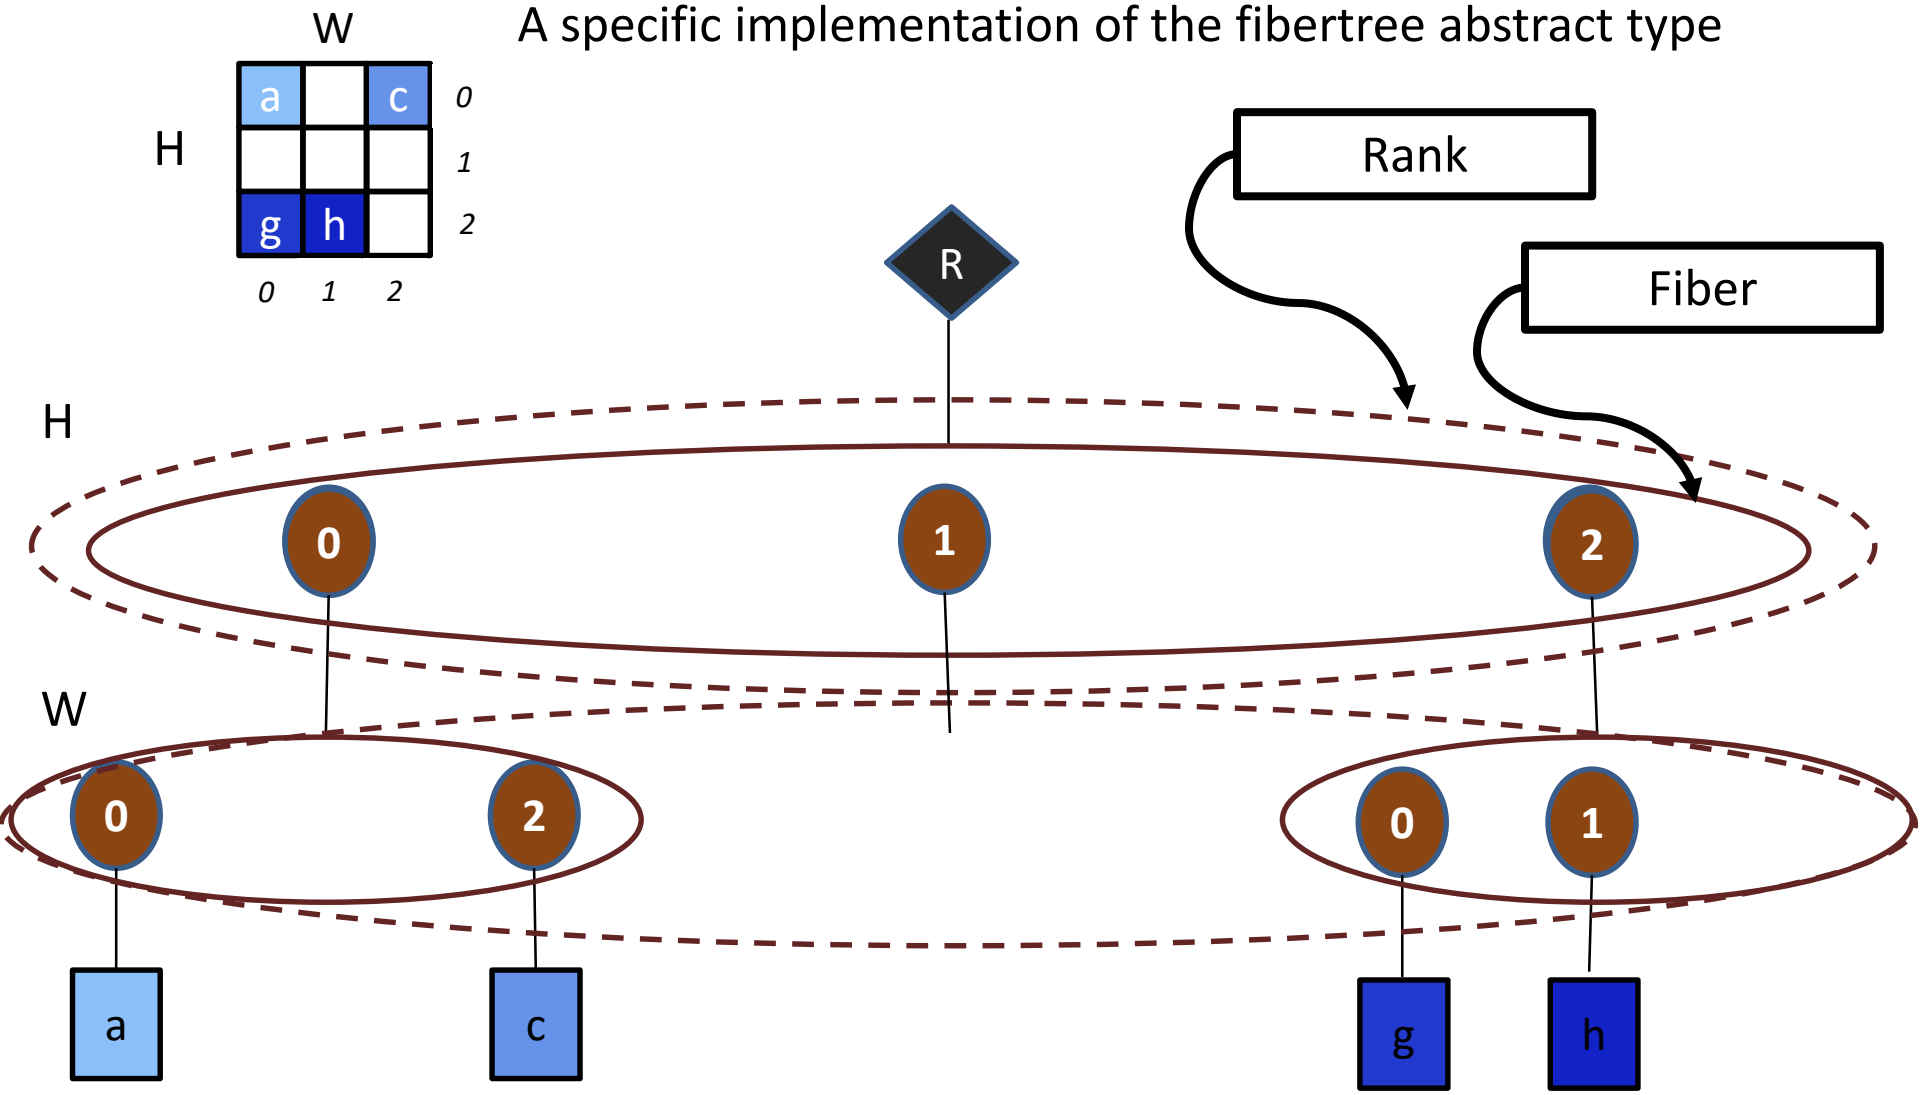 A specific implementation of the fibertree abstract type
W
a c 0
H
1
g h 2
0 1 2
Rank
R
Fiber
H
0 1 2
W
0 2 0 1
a c g h